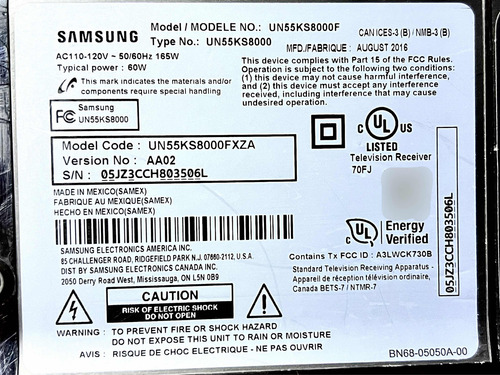 SAMSUNG
Model / MODELE NO.: UN55KS8000F
Type No.: UN55KS8000
CAN ICES-3 (B) / NMB-3 (B)
MFD./FABRIQUE : AUGUST 2016
AC110-120V ~ 50/60Hz 165W
Typical power : 60W
This mark indicates the materials and/or
components require special handling
This device complies with Part 15 of the FCC Rules.
Operation is subject to the following two conditions:
(1) this device may not cause harmful interference,
and (2) this device must accept any interference
received, including interference that may cause
undesired operation.
FC Samsung
UN55KS8000
Model Code : UN55KS8000FXZA
Version No : AA02
S/N : 05JZ3CCH803506L
C UL US
LISTED
Television Receiver
70FJ
MADE IN MEXICO(SAMEX)
FABRIQUE AU MEXIQUE(SAMEX)
HECHO EN MEXICO(SAMEX)
SAMSUNG ELECTRONICS AMERICA INC.
85 CHALLENGER ROAD, RIDGEFIELD PARK N.J. 07660-2112, U.S.A.
DIST BY SAMSUNG ELECTRONICS CANADA INC.
2050 Derry Road West, Mississauga, ON L5N 0B9
C UL Energy
Verified
Contains Tx FCC ID : A3LWCK730B
Standard Television Receiving Apparatus -
Appareil de réception télévision ordinaire,
Canada BETS-7 / NTMR-7
05JZ3CCH803506L
CAUTION
RISK OF ELECTRIC SHOCK
DO NOT OPEN
WARNING : TO PREVENT FIRE OR SHOCK HAZARD
DO NOT EXPOSE THIS UNIT TO RAIN OR MOISTURE
AVIS : RISQUE DE CHOC ELECTRIQUE - NE PAS
BN68-05050A-00